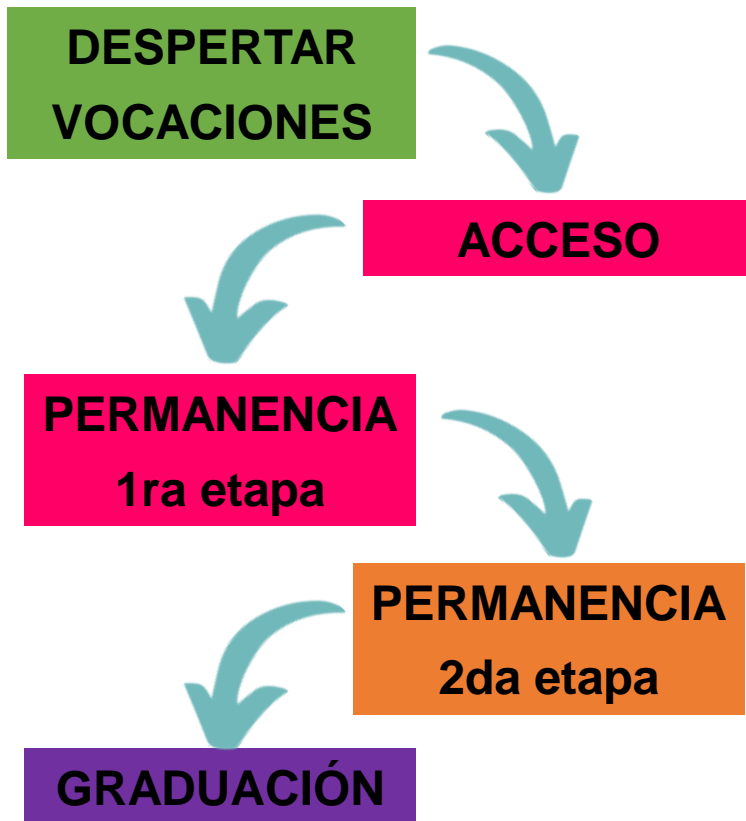 DESPERTAR
VOCACIONES
ACCESO
PERMANENCIA
1ra etapa
PERMANENCIA
2da etapa
GRADUACIÓN